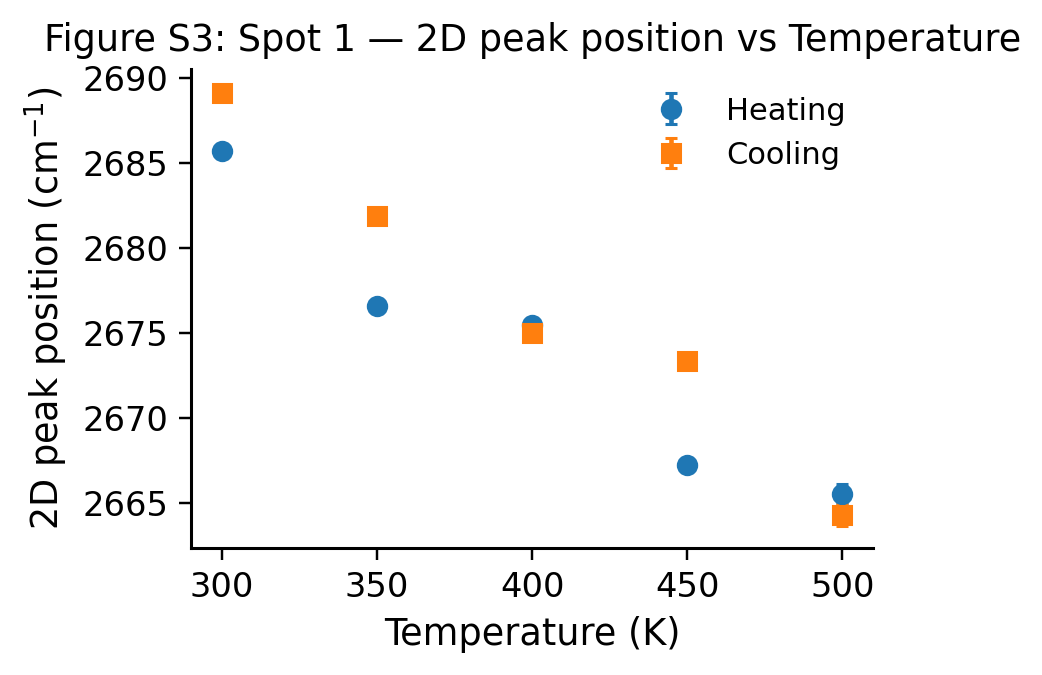 Figure S3: Spot 1 — 2D peak position vs Temperature
2D peak position (cm⁻¹)
2690
2685
2680
2675
2670
2665
Heating
Cooling
300 350 400 450 500
Temperature (K)